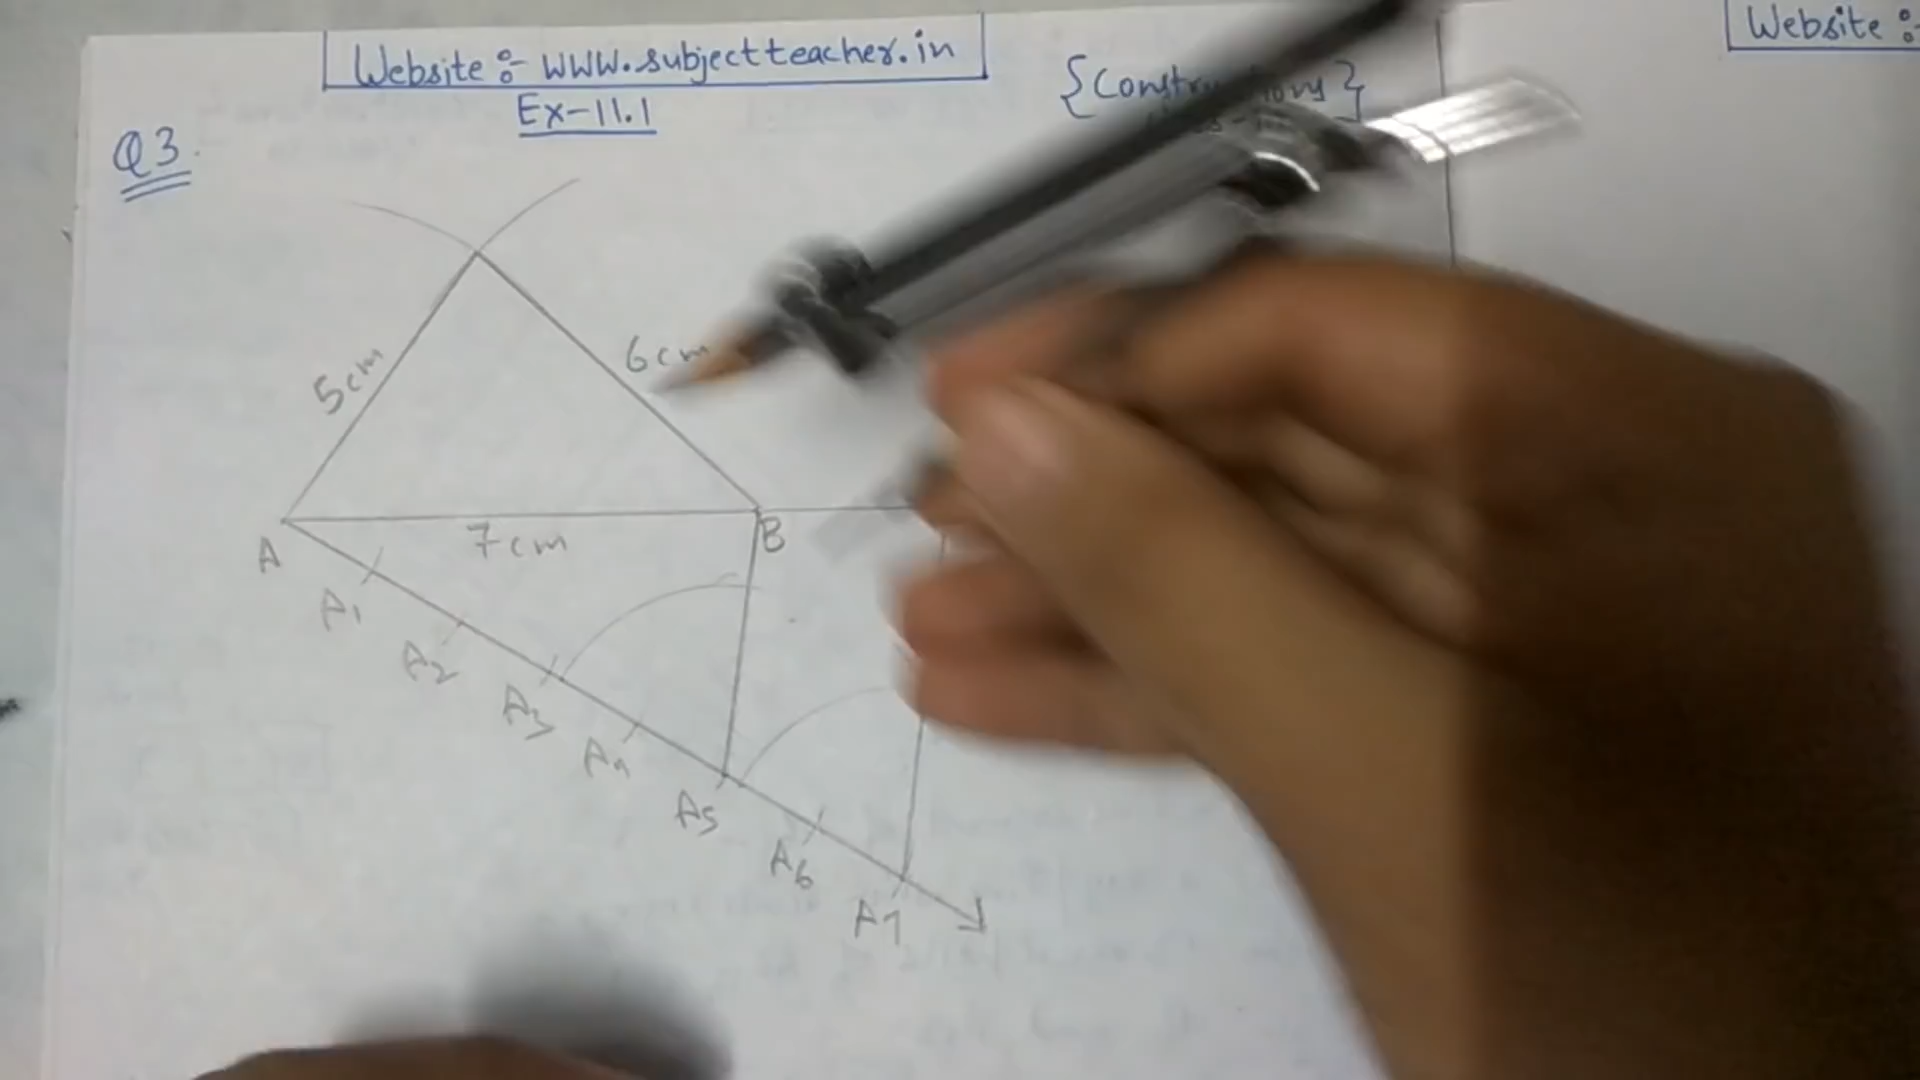 Website :- www.subjectteacher.in
Website :
Ex-11.1
Q3.
5cm
6cm
7cm
A
B
A1
A2
A3
A4
A5
A6
A7